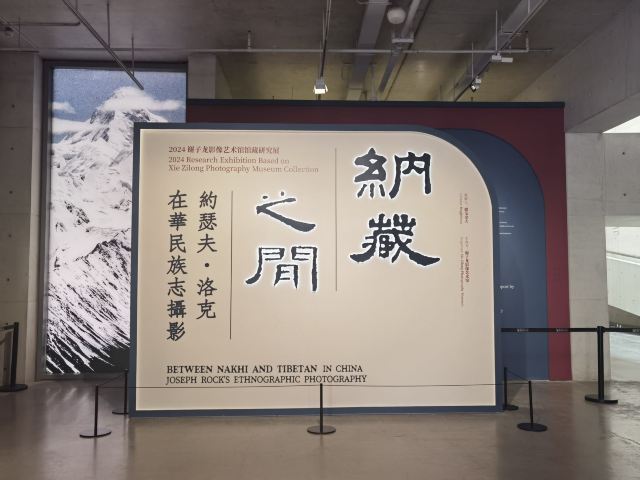 2024 谢子龙影像艺术馆馆藏研究展
2024 Research Exhibition Based on
Xie Zilong Photography Museum Collection
納藏
之間
約瑟夫·洛克
在華民族志攝影
BETWEEN NAKHI AND TIBETAN IN CHINA
JOSEPH ROCK'S ETHNOGRAPHIC PHOTOGRAPHY